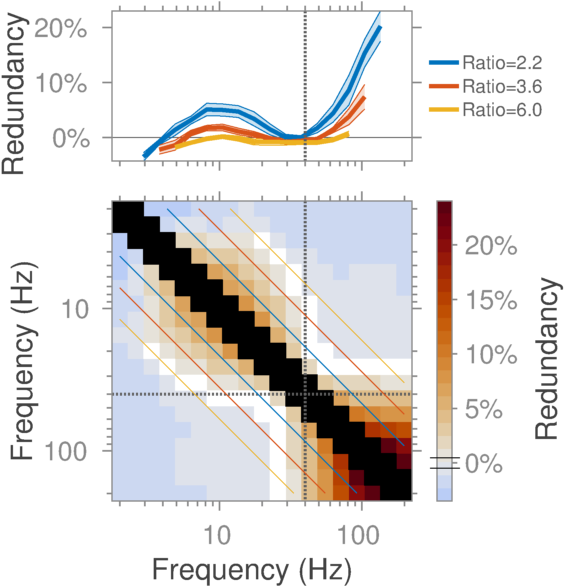 20%
10%
0%
Redundancy
Ratio=2.2
Ratio=3.6
Ratio=6.0
Frequency (Hz)
10
100
10
100
Frequency (Hz)
20%
15%
10%
5%
0%
Redundancy